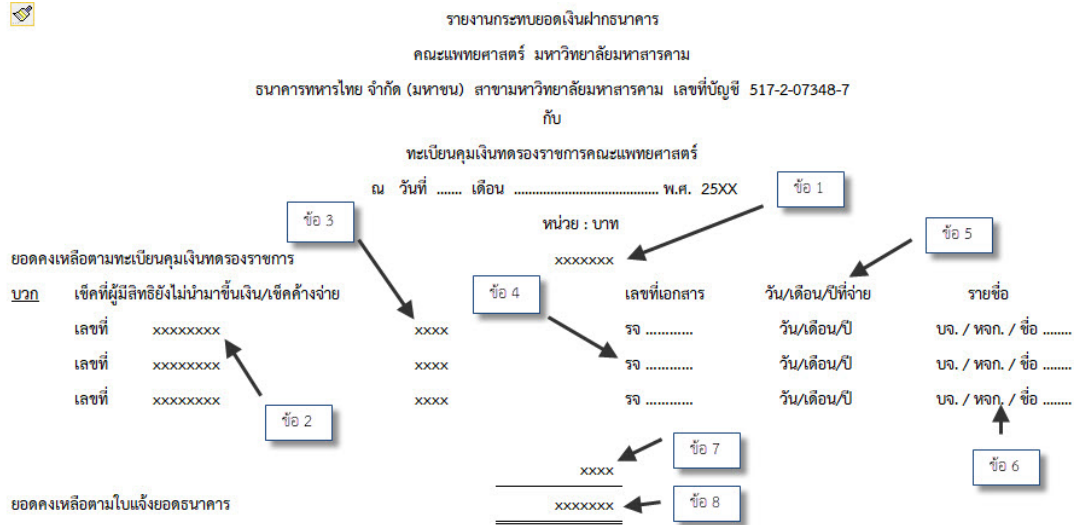 รายงานกระทบยอดเงินฝากธนาคาร
คณะแพทยศาสตร์ มหาวิทยาลัยมหาสารคาม
ธนาคารทหารไทย จำกัด (มหาชน) สาขามหาวิทยาลัยมหาสารคาม เลขที่บัญชี 517-2-07348-7
กับ
ทะเบียนคุมเงินทดรองราชการคณะแพทยศาสตร์
ณ วันที่ ....... เดือน ........................................ พ.ศ. 25XX
ข้อ 1
ข้อ 3
หน่วย : บาท
ข้อ 5
ยอดคงเหลือตามทะเบียนคุมเงินทดรองราชการ xxxxxxx
บวก เช็คที่ผู้มีสิทธิยังไม่นำมาขึ้นเงิน/เช็คค้างจ่าย ข้อ 4 เลขที่เอกสาร วัน/เดือน/ปีที่จ่าย รายชื่อ
เลขที่ xxxxxxxx xxxx รจ ............ วัน/เดือน/ปี บจ. / หจก. / ชื่อ ........
เลขที่ xxxxxxxx xxxx รจ ............ วัน/เดือน/ปี บจ. / หจก. / ชื่อ ........
เลขที่ xxxxxxxx xxxx รจ ............ วัน/เดือน/ปี บจ. / หจก. / ชื่อ ........
ข้อ 2
ข้อ 7
ข้อ 6
xxxx
ยอดคงเหลือตามใบแจ้งยอดธนาคาร xxxxxxx ข้อ 8